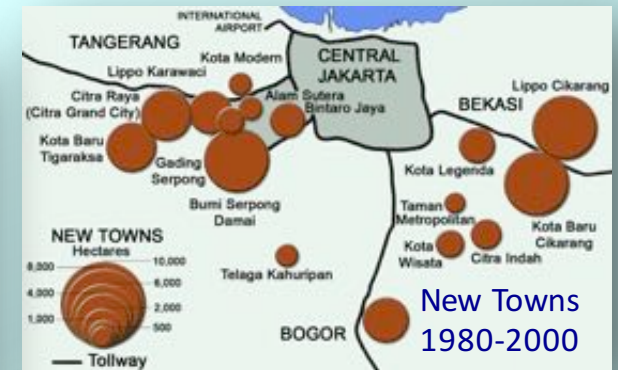 INTERNATIONAL
AIRPORT
TANGERANG
Kota Modern
CENTRAL
JAKARTA
Lippo Karawaci
Lippo Cikarang
Citra Raya
(Citra Grand City)
Alam Sutera
Bintaro Jaya
BEKASI
Kota Baru
Tigaraksa
Gading
Serpong
Kota Legenda
Bumi Serpong
Damai
Taman
Metropolitan
Kota Baru
Cikarang
Kota
Wisata
Citra Indah
NEW TOWNS
Hectares
8,000
10,000
6,000
4,000
2,000
1,000
500
Telaga Kahuripan
New Towns
1980-2000
BOGOR
Tollway